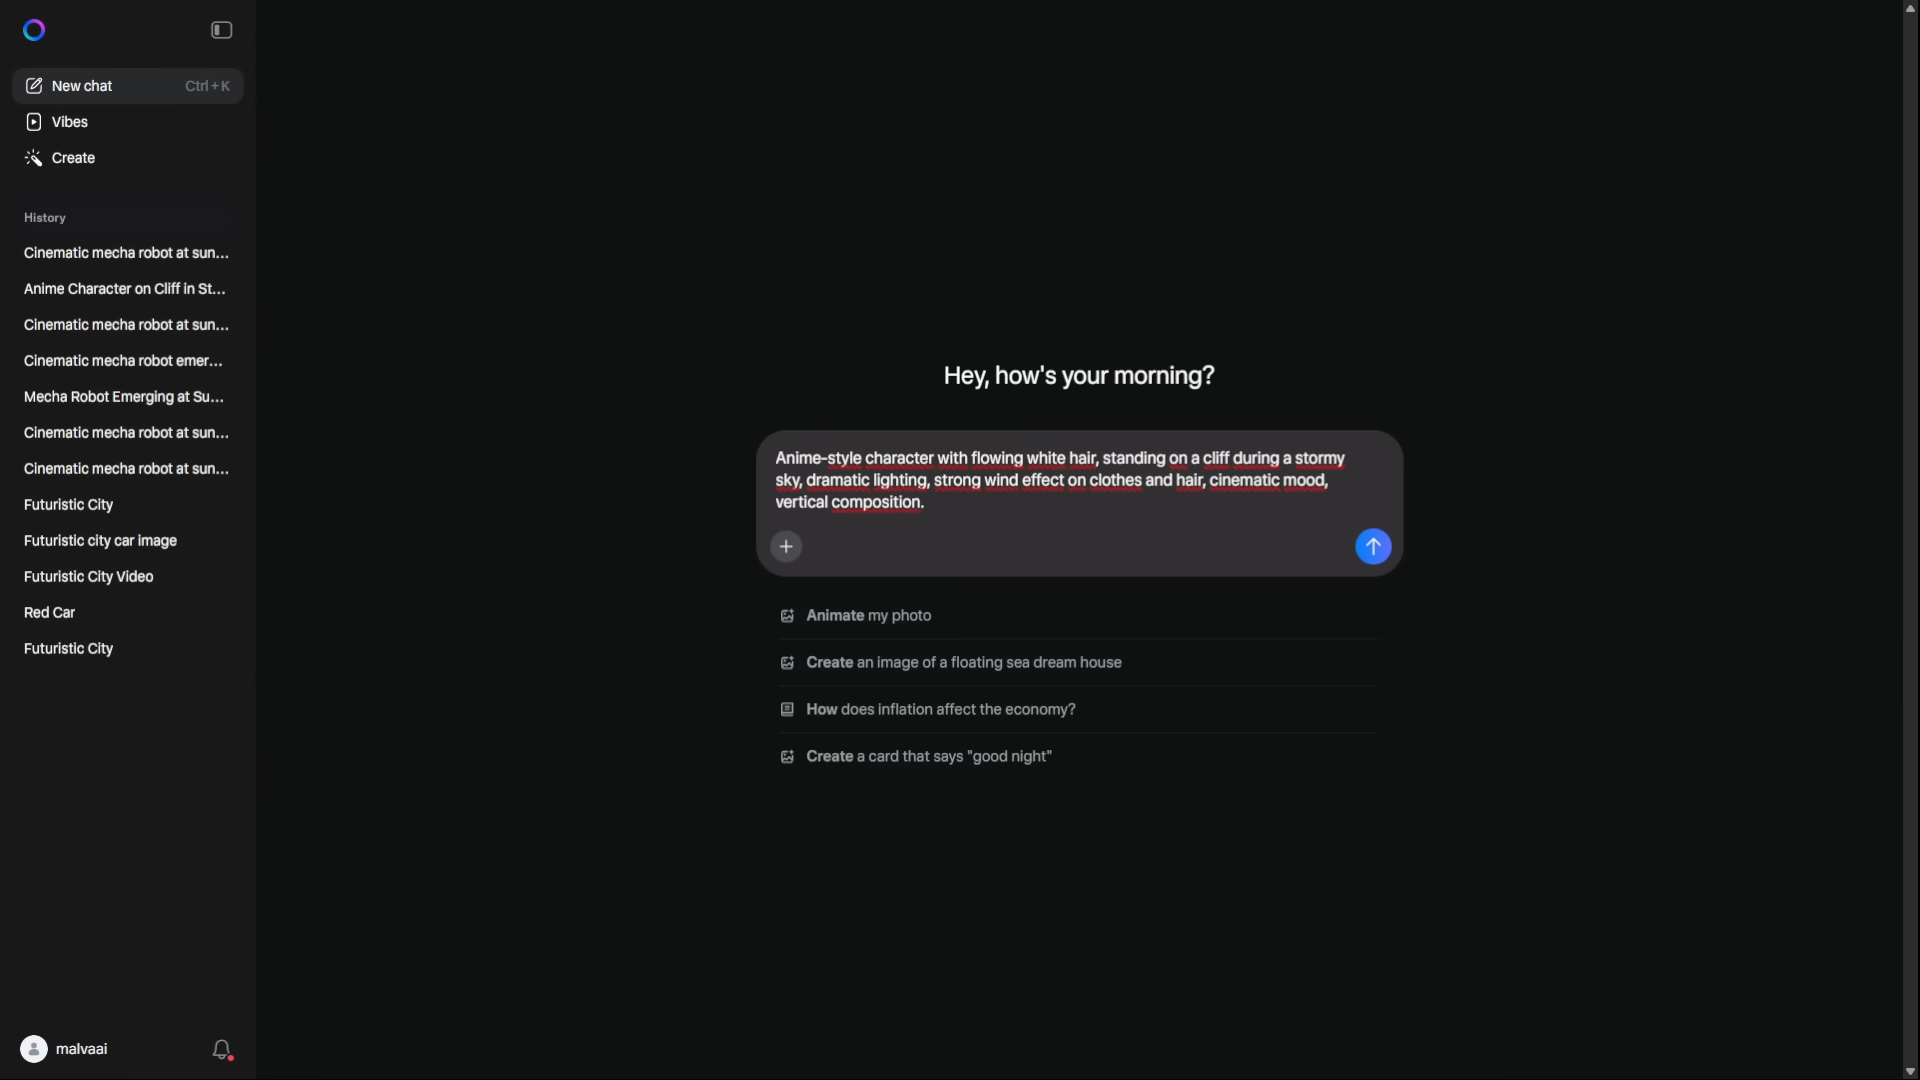 New chat Ctrl+K
Vibes
Create
History
Cinematic mecha robot at sun...
Anime Character on Cliff in St...
Cinematic mecha robot at sun...
Cinematic mecha robot emer...
Mecha Robot Emerging at Su...
Cinematic mecha robot at sun...
Cinematic mecha robot at sun...
Futuristic City
Futuristic city car image
Futuristic City Video
Red Car
Futuristic City
malvaai
Hey, how's your morning?
Anime-style character with flowing white hair, standing on a cliff during a stormy
sky, dramatic lighting, strong wind effect on clothes and hair, cinematic mood,
vertical composition.
Animate my photo
Create an image of a floating sea dream house
How does inflation affect the economy?
Create a card that says "good night"